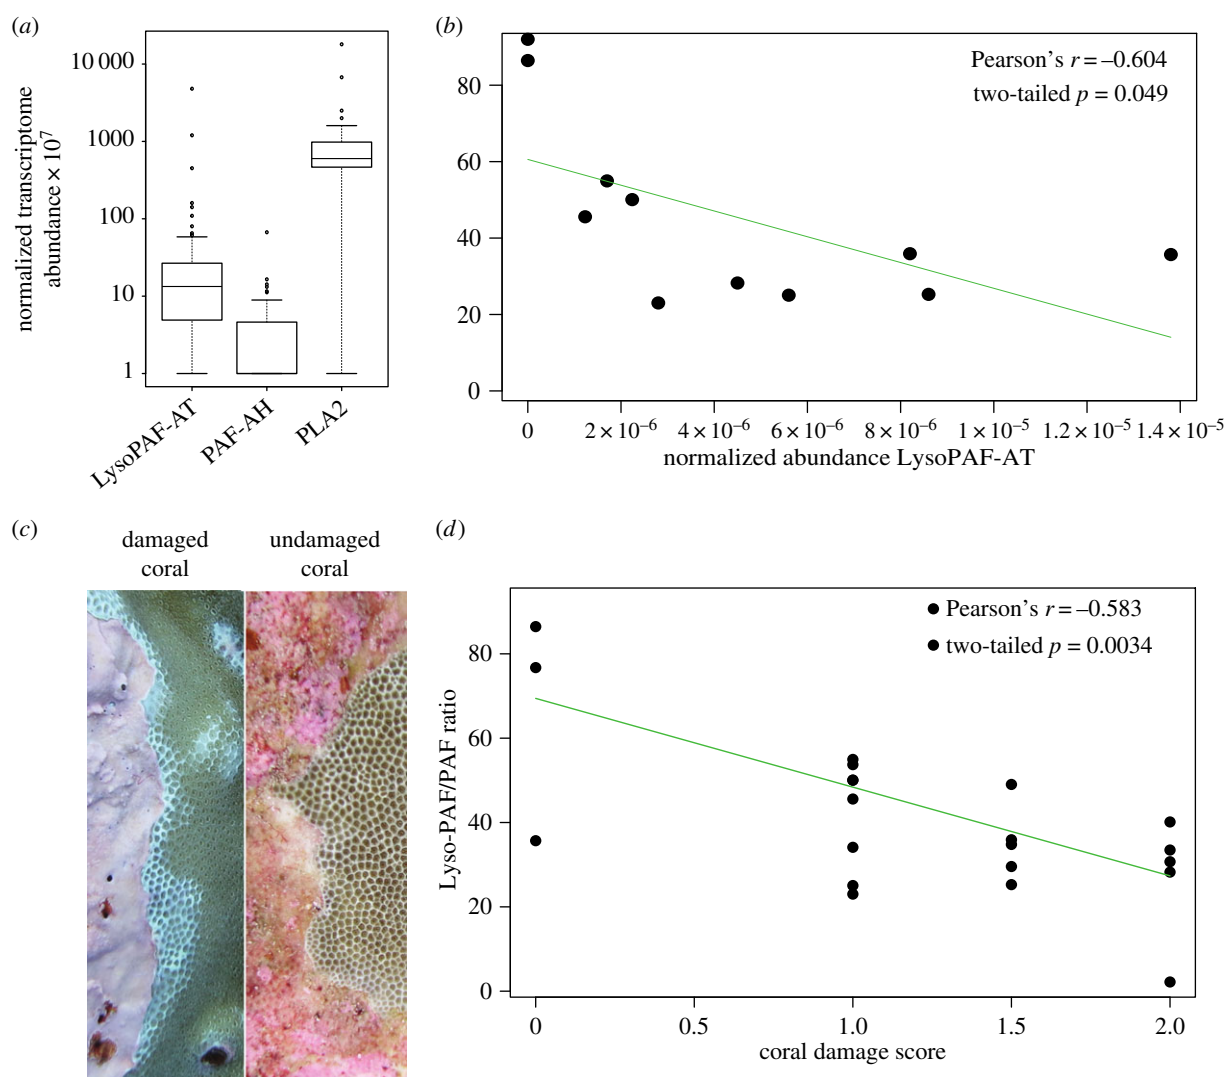 (a)
normalized transcriptome
abundance × 10⁷
10 000
1000
100
10
1
LysoPAF-AT
PAF-AH
PLA2
(b)
Pearson's r = –0.604
two-tailed p = 0.049
80
60
40
20
0
0
2 × 10⁻⁶
4 × 10⁻⁶
6 × 10⁻⁶
8 × 10⁻⁶
1 × 10⁻⁵
1.2 × 10⁻⁵
1.4 × 10⁻⁵
normalized abundance LysoPAF-AT
(c)
damaged
coral
undamaged
coral
(d)
Pearson's r = –0.583
two-tailed p = 0.0034
Lyso-PAF/PAF ratio
80
60
40
20
0
0
0.5
1.0
1.5
2.0
coral damage score